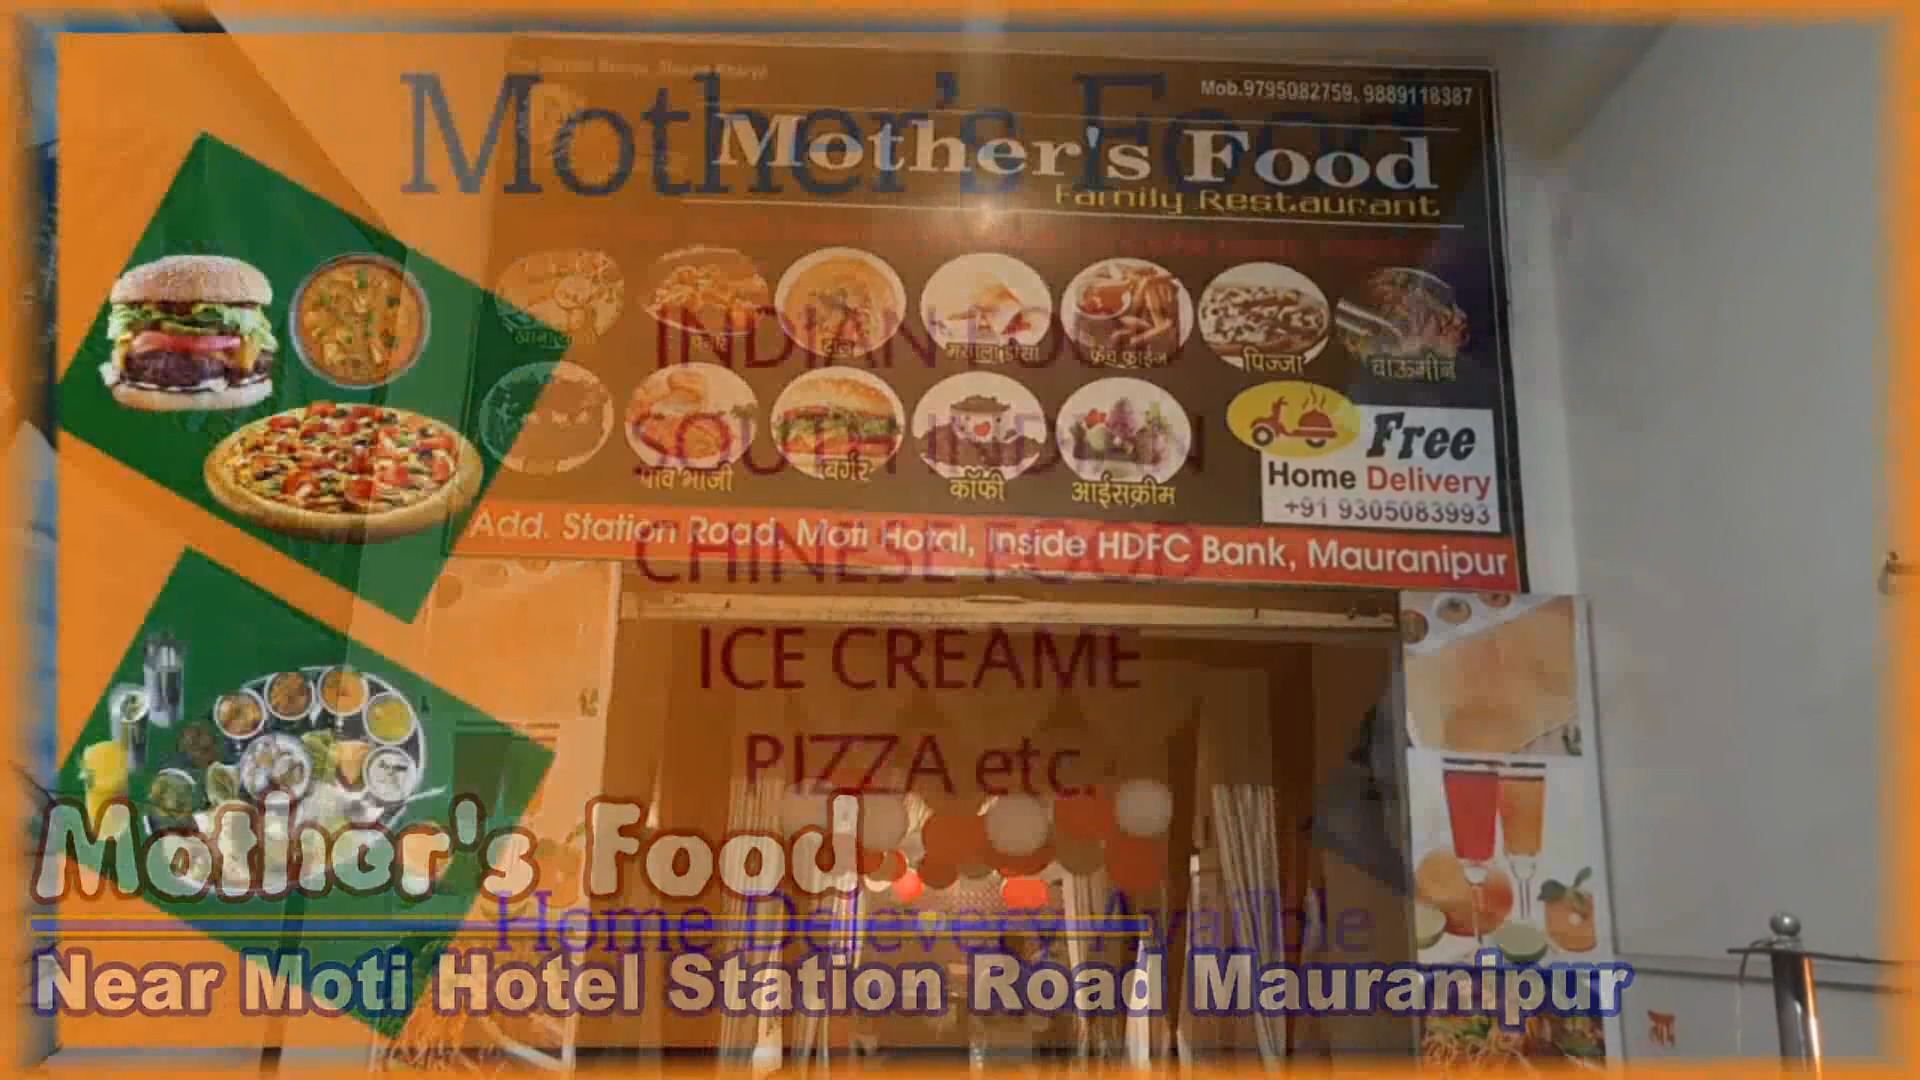 Mother's Food
Mob.9795082759, 9889118387
Mother's Food
Family Restaurant
INDIAN FOOD
मसाला डोसा
फ्रेंच फ्राईज
पिज्जा
चाऊमीन
SOUTH INDIAN
पाव भाजी
बर्गर
कॉफी
आईसक्रीम
Free
Home Delivery
+91 9305083993
Add. Station Road, Moti Hotal, Inside HDFC Bank, Mauranipur
CHINESE FOOD
ICE CREAME
PIZZA etc.
Mother's Food
Home Delevery Availble
Near Moti Hotel Station Road Mauranipur